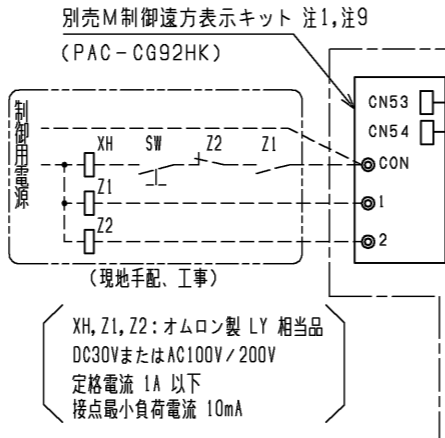 別売M制御遠方表示キット 注1,注9
(PAC-CG92HK)
CN53
CN54
制御用電源
XH SW Z2 Z1
CON
Z1
1
Z2
2
(現地手配、工事)
XH,Z1,Z2:オムロン製 LY 相当品
DC30VまたはAC100V/200V
定格電流 1A 以下
接点最小負荷電流 10mA